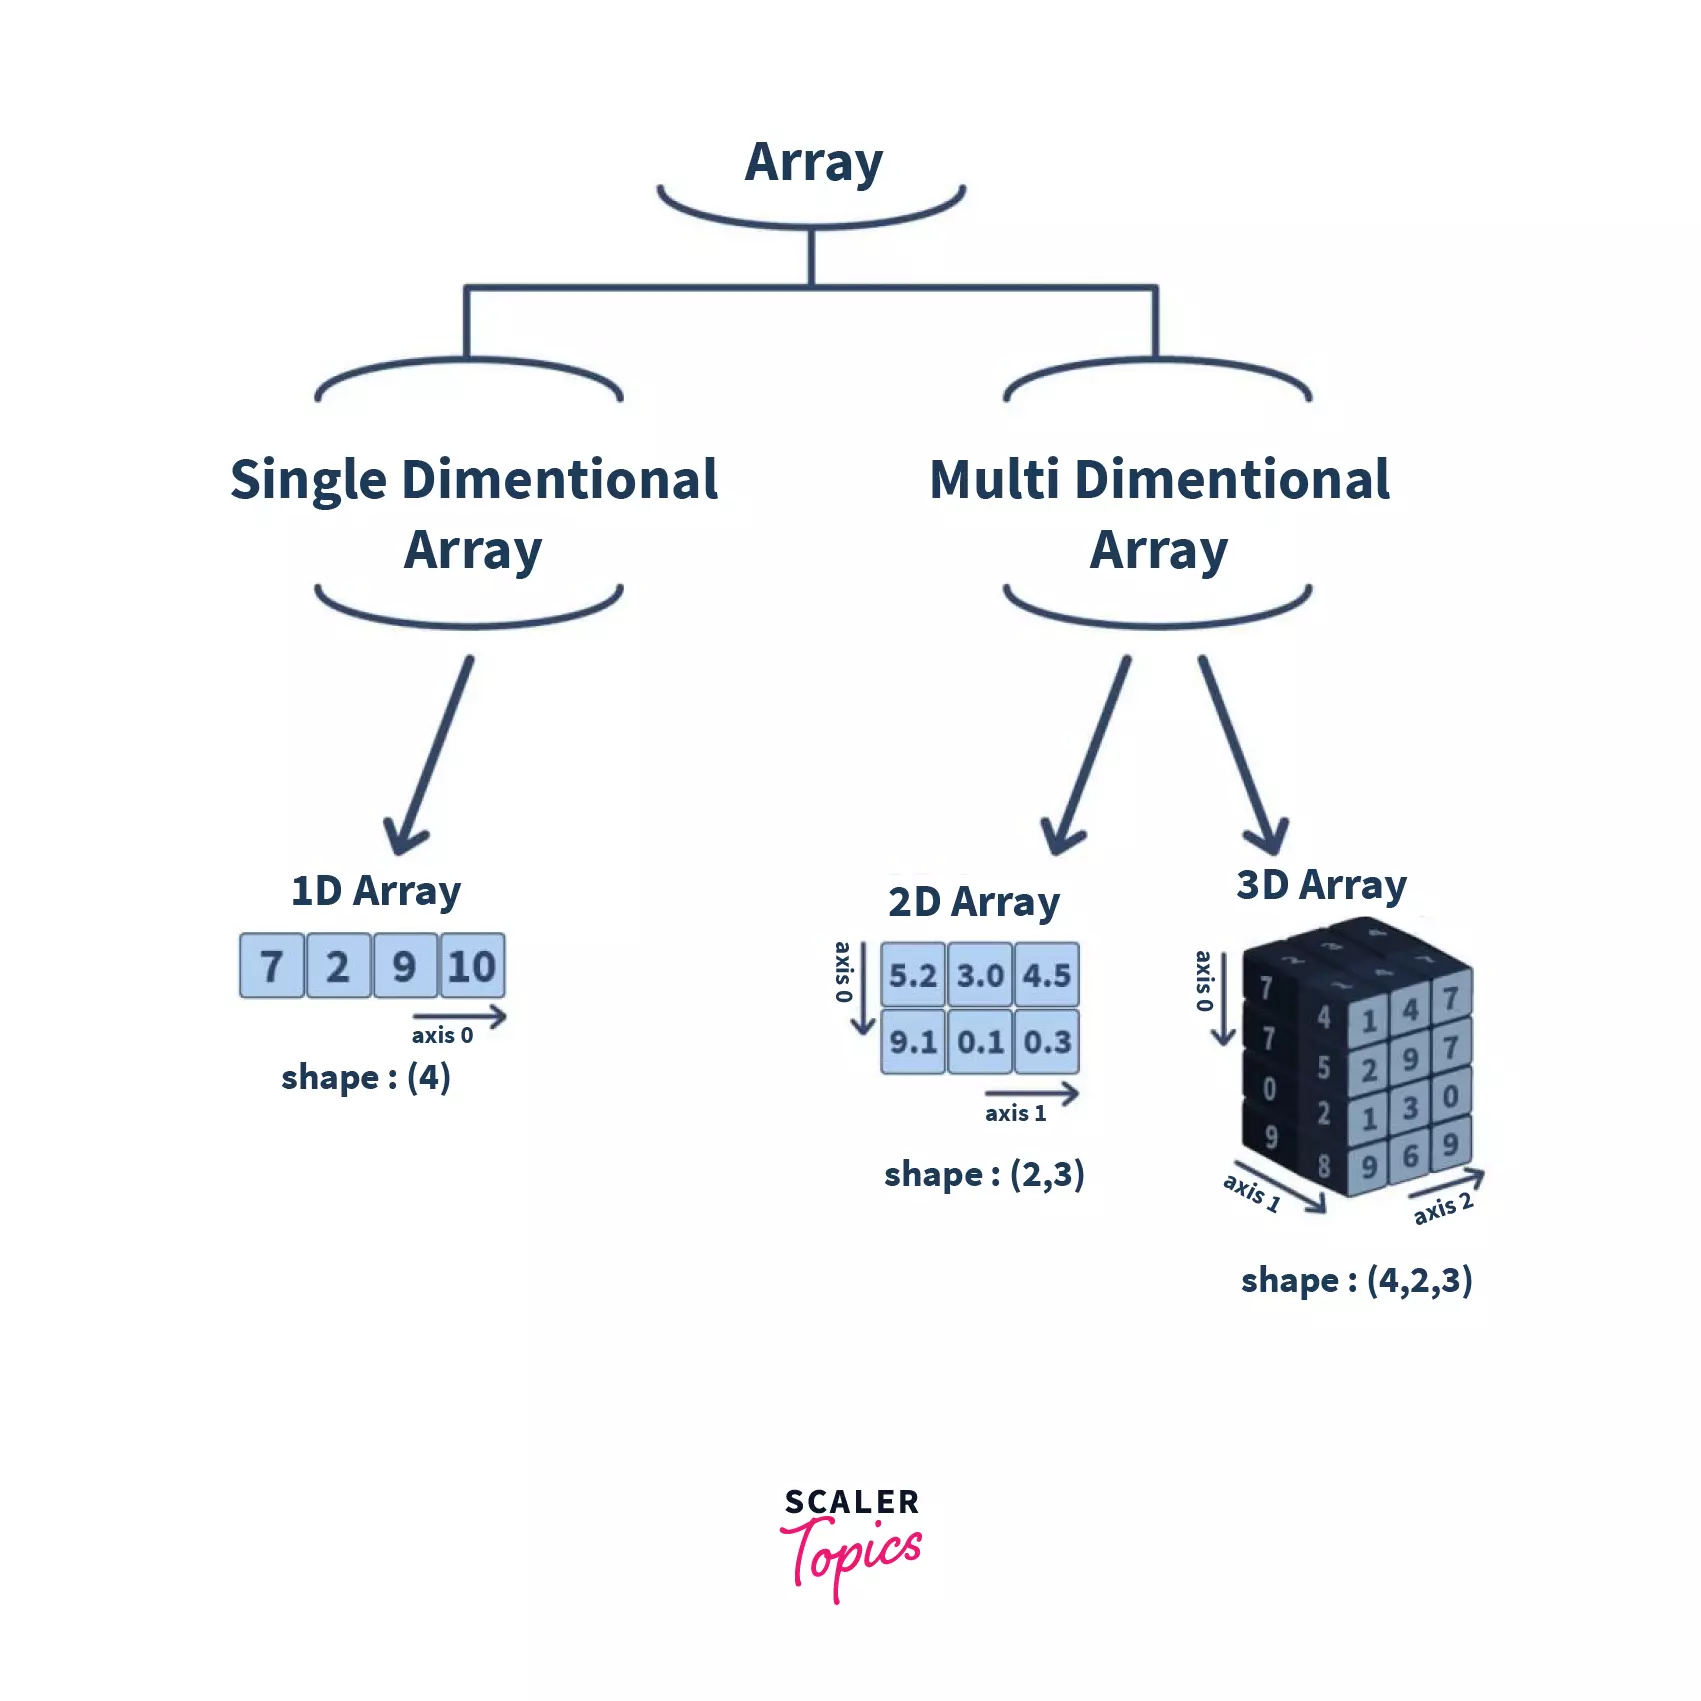 Array
Single Dimentional
Array
Multi Dimentional
Array
1D Array
7 2 9 10
axis 0
shape : (4)
2D Array
axis 0
5.2 3.0 4.5
9.1 0.1 0.3
axis 1
shape : (2,3)
3D Array
axis 0
7 4 1 4 7
7 5 2 9 7
0 2 1 3 0
9 8 9 6 9
axis 1
axis 2
shape : (4,2,3)
SCALER
Topics